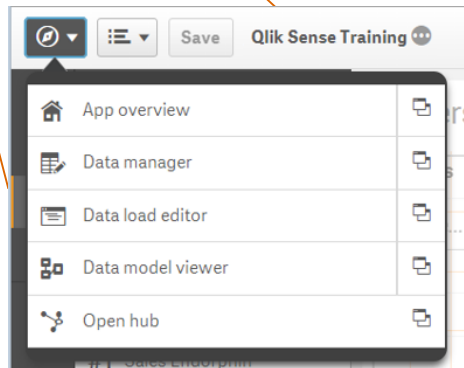 Save Qlik Sense Training
App overview
Data manager
Data load editor
Data model viewer
Open hub